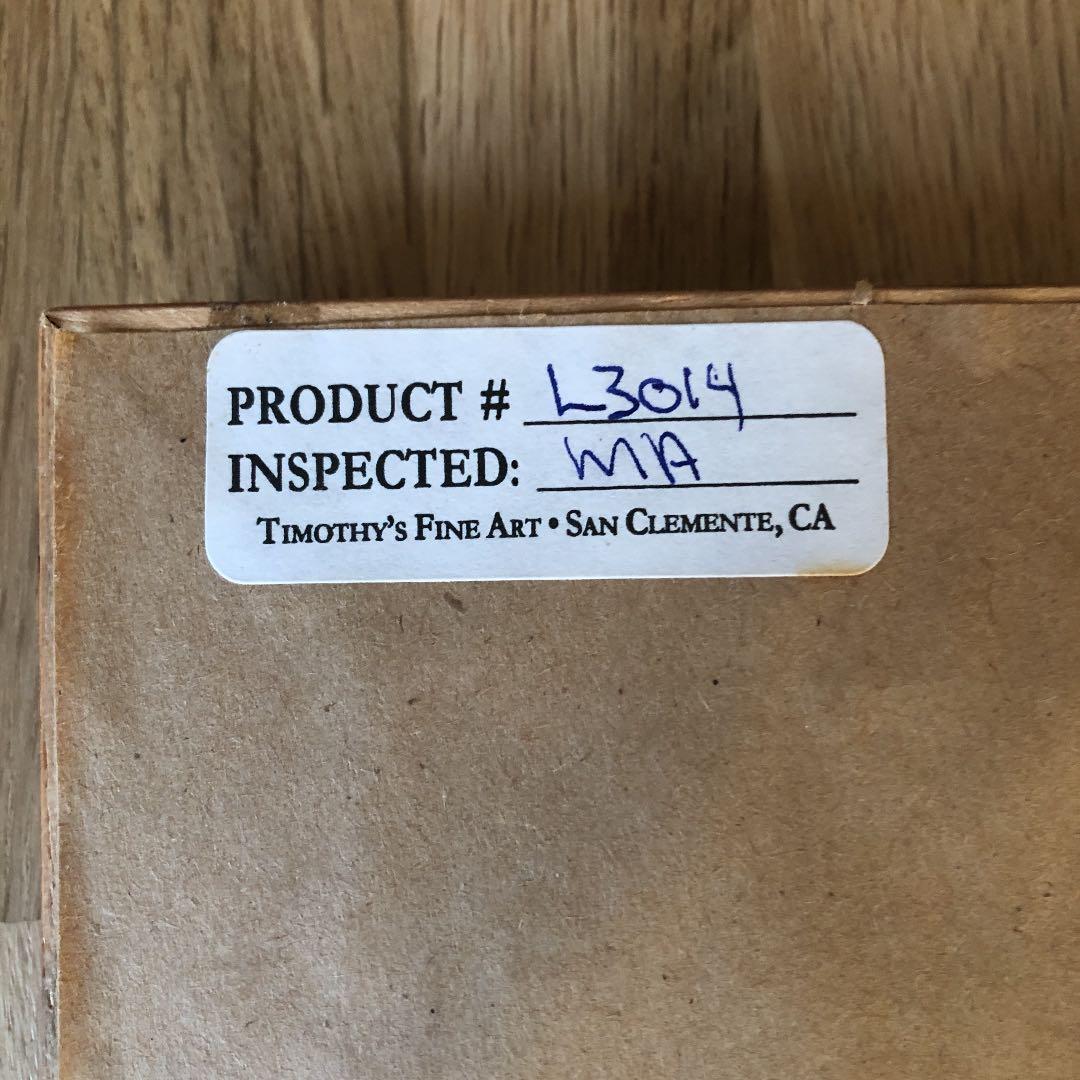 PRODUCT # L3014
INSPECTED: MA
TIMOTHY'S FINE ART • SAN CLEMENTE, CA